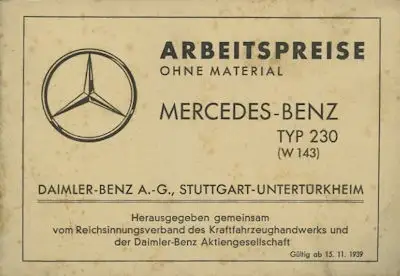 ARBEITSPREISE
OHNE MATERIAL
MERCEDES-BENZ
TYP 230
(W 143)
DAIMLER-BENZ A.-G., STUTTGART-UNTERTÜRKHEIM
Herausgegeben gemeinsam
vom Reichsinnungsverband des Kraftfahrzeughandwerks und
der Daimler-Benz Aktiengesellschaft
Gültig ab 15. 11. 1939